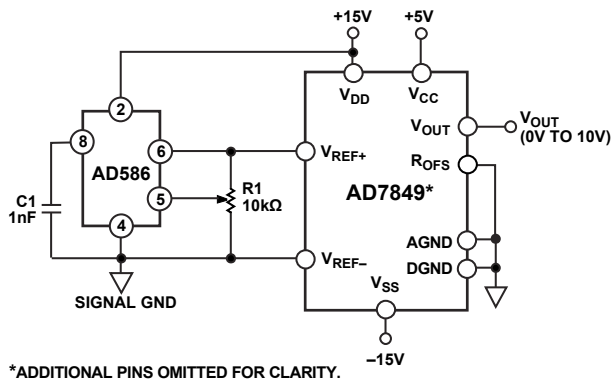 +15V
+5V
2
VDD
VCC
VOUT
VOUT
(0V TO 10V)
8
6
VREF+
ROFS
AD586
R1
10kΩ
AD7849*
C1
1nF
5
4
VREF–
AGND
DGND
VSS
SIGNAL GND
–15V
*ADDITIONAL PINS OMITTED FOR CLARITY.